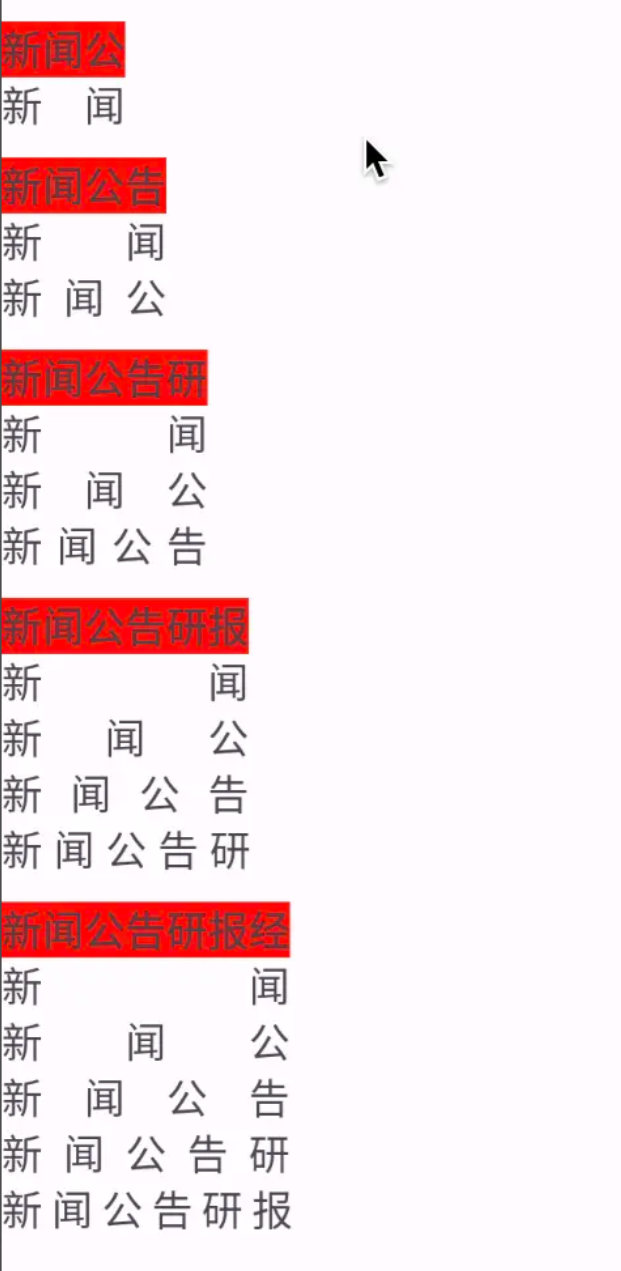 新闻公
新 闻
新闻公告
新 闻
新 闻 公
新闻公告研
新 闻
新 闻 公
新 闻 公 告
新闻公告研报
新 闻
新 闻 公
新 闻 公 告
新 闻 公 告 研
新闻公告研报经
新 闻
新 闻 公
新 闻 公 告
新 闻 公 告 研
新 闻 公 告 研 报